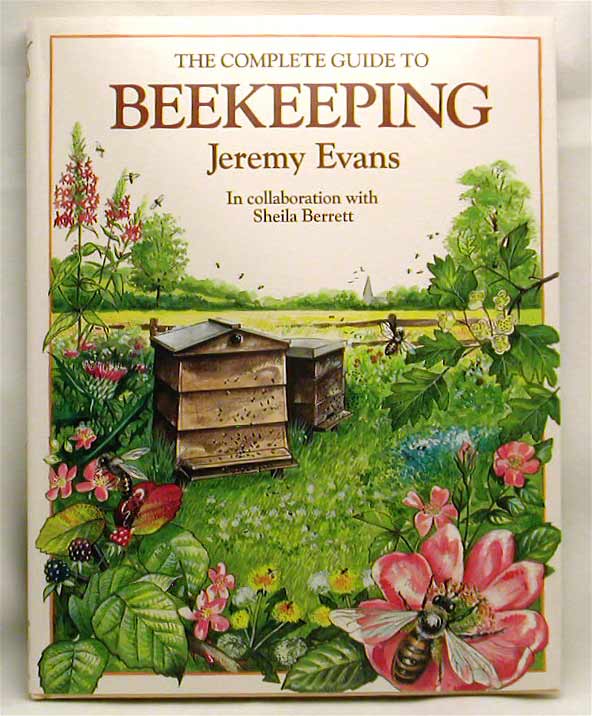 THE COMPLETE GUIDE TO
BEEKEEPING
Jeremy Evans
In collaboration with
Sheila Berrett